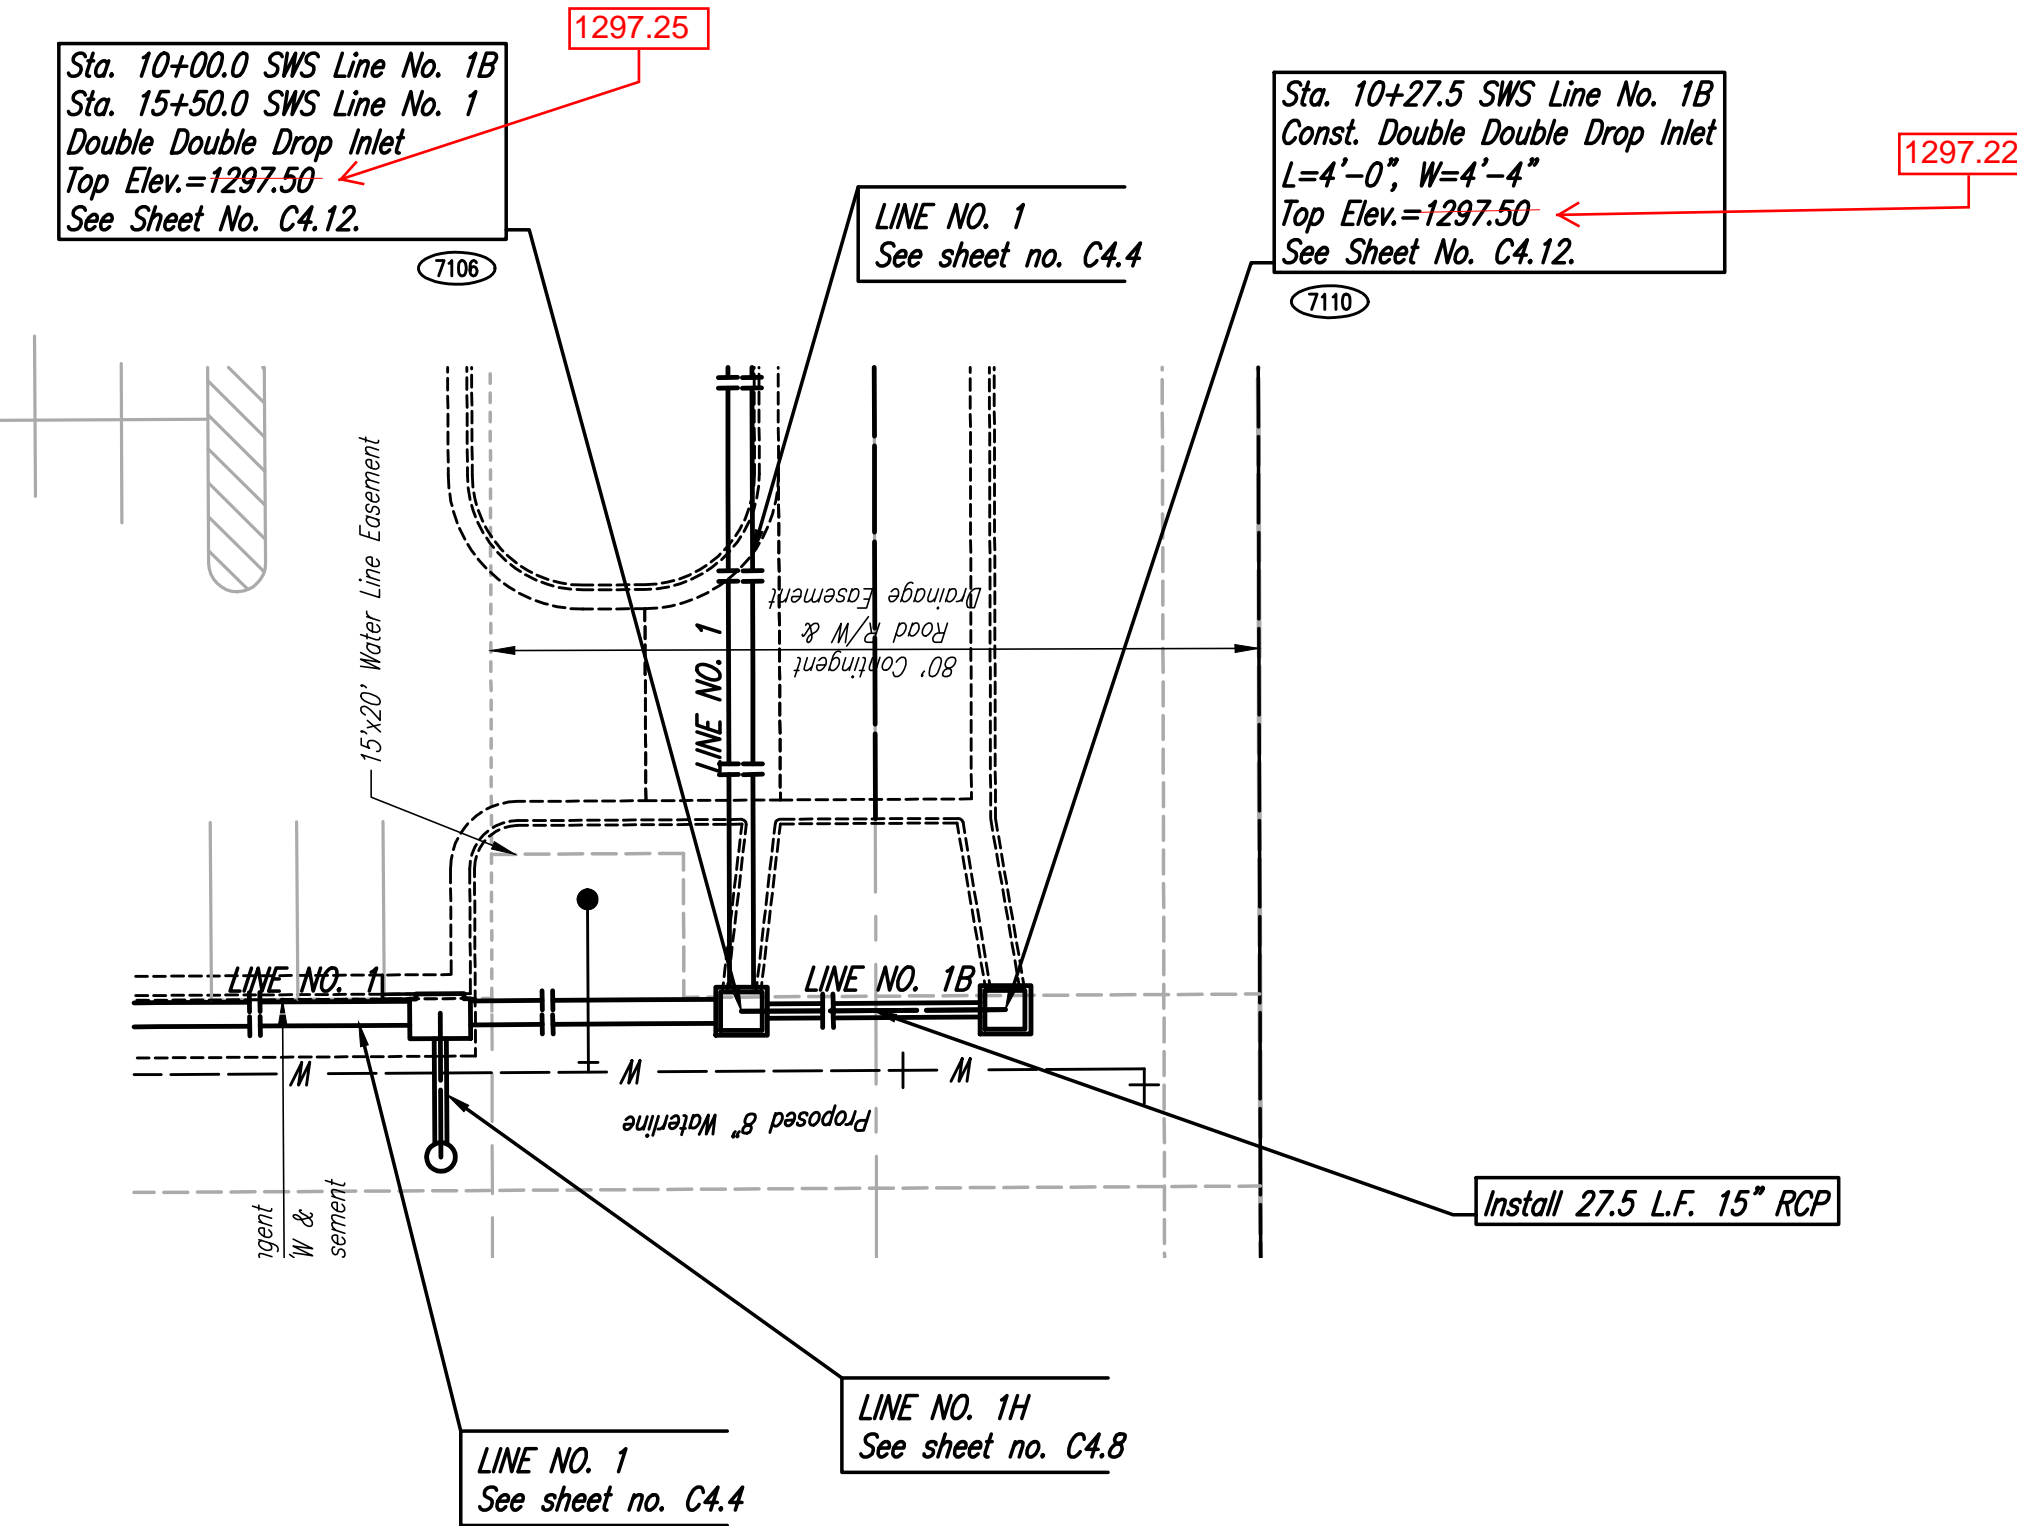 1297.25
Sta. 10+00.0 SWS Line No. 1B
Sta. 15+50.0 SWS Line No. 1
Double Double Drop Inlet
Top Elev.=1297.50
See Sheet No. C4.12.
7106
LINE NO. 1
See sheet no. C4.4
Sta. 10+27.5 SWS Line No. 1B
Const. Double Double Drop Inlet
L=4'-0", W=4'-4"
Top Elev.=1297.50
See Sheet No. C4.12.
1297.22
7110
15'x20' Water Line Easement
80' Contingent
Road R/W &
Drainage Easement
LINE NO. 1
LINE NO. 1
LINE NO. 1B
W
W
W
Proposed 8" Waterline
ngent
W &
sement
Install 27.5 L.F. 15" RCP
LINE NO. 1H
See sheet no. C4.8
LINE NO. 1
See sheet no. C4.4